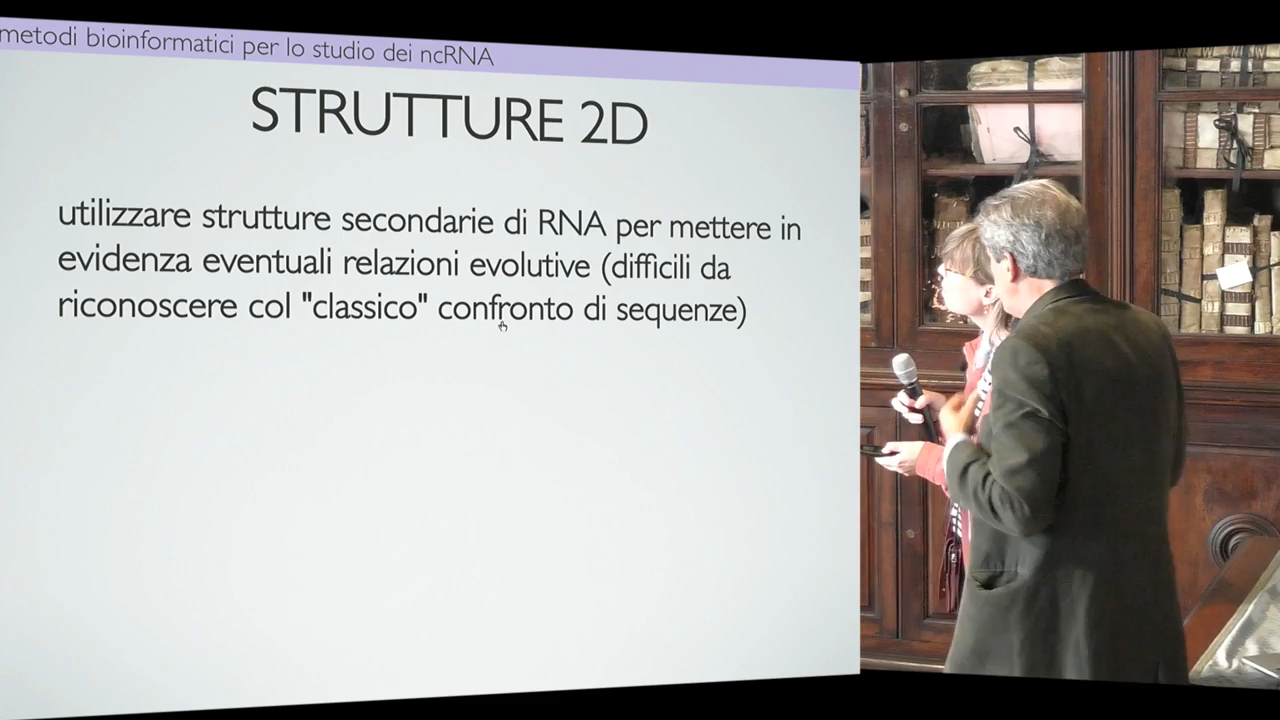 metodi bioinformatici per lo studio dei ncRNA
STRUTTURE 2D
utilizzare strutture secondarie di RNA per mettere in
evidenza eventuali relazioni evolutive (difficili da
riconoscere col "classico" confronto di sequenze)